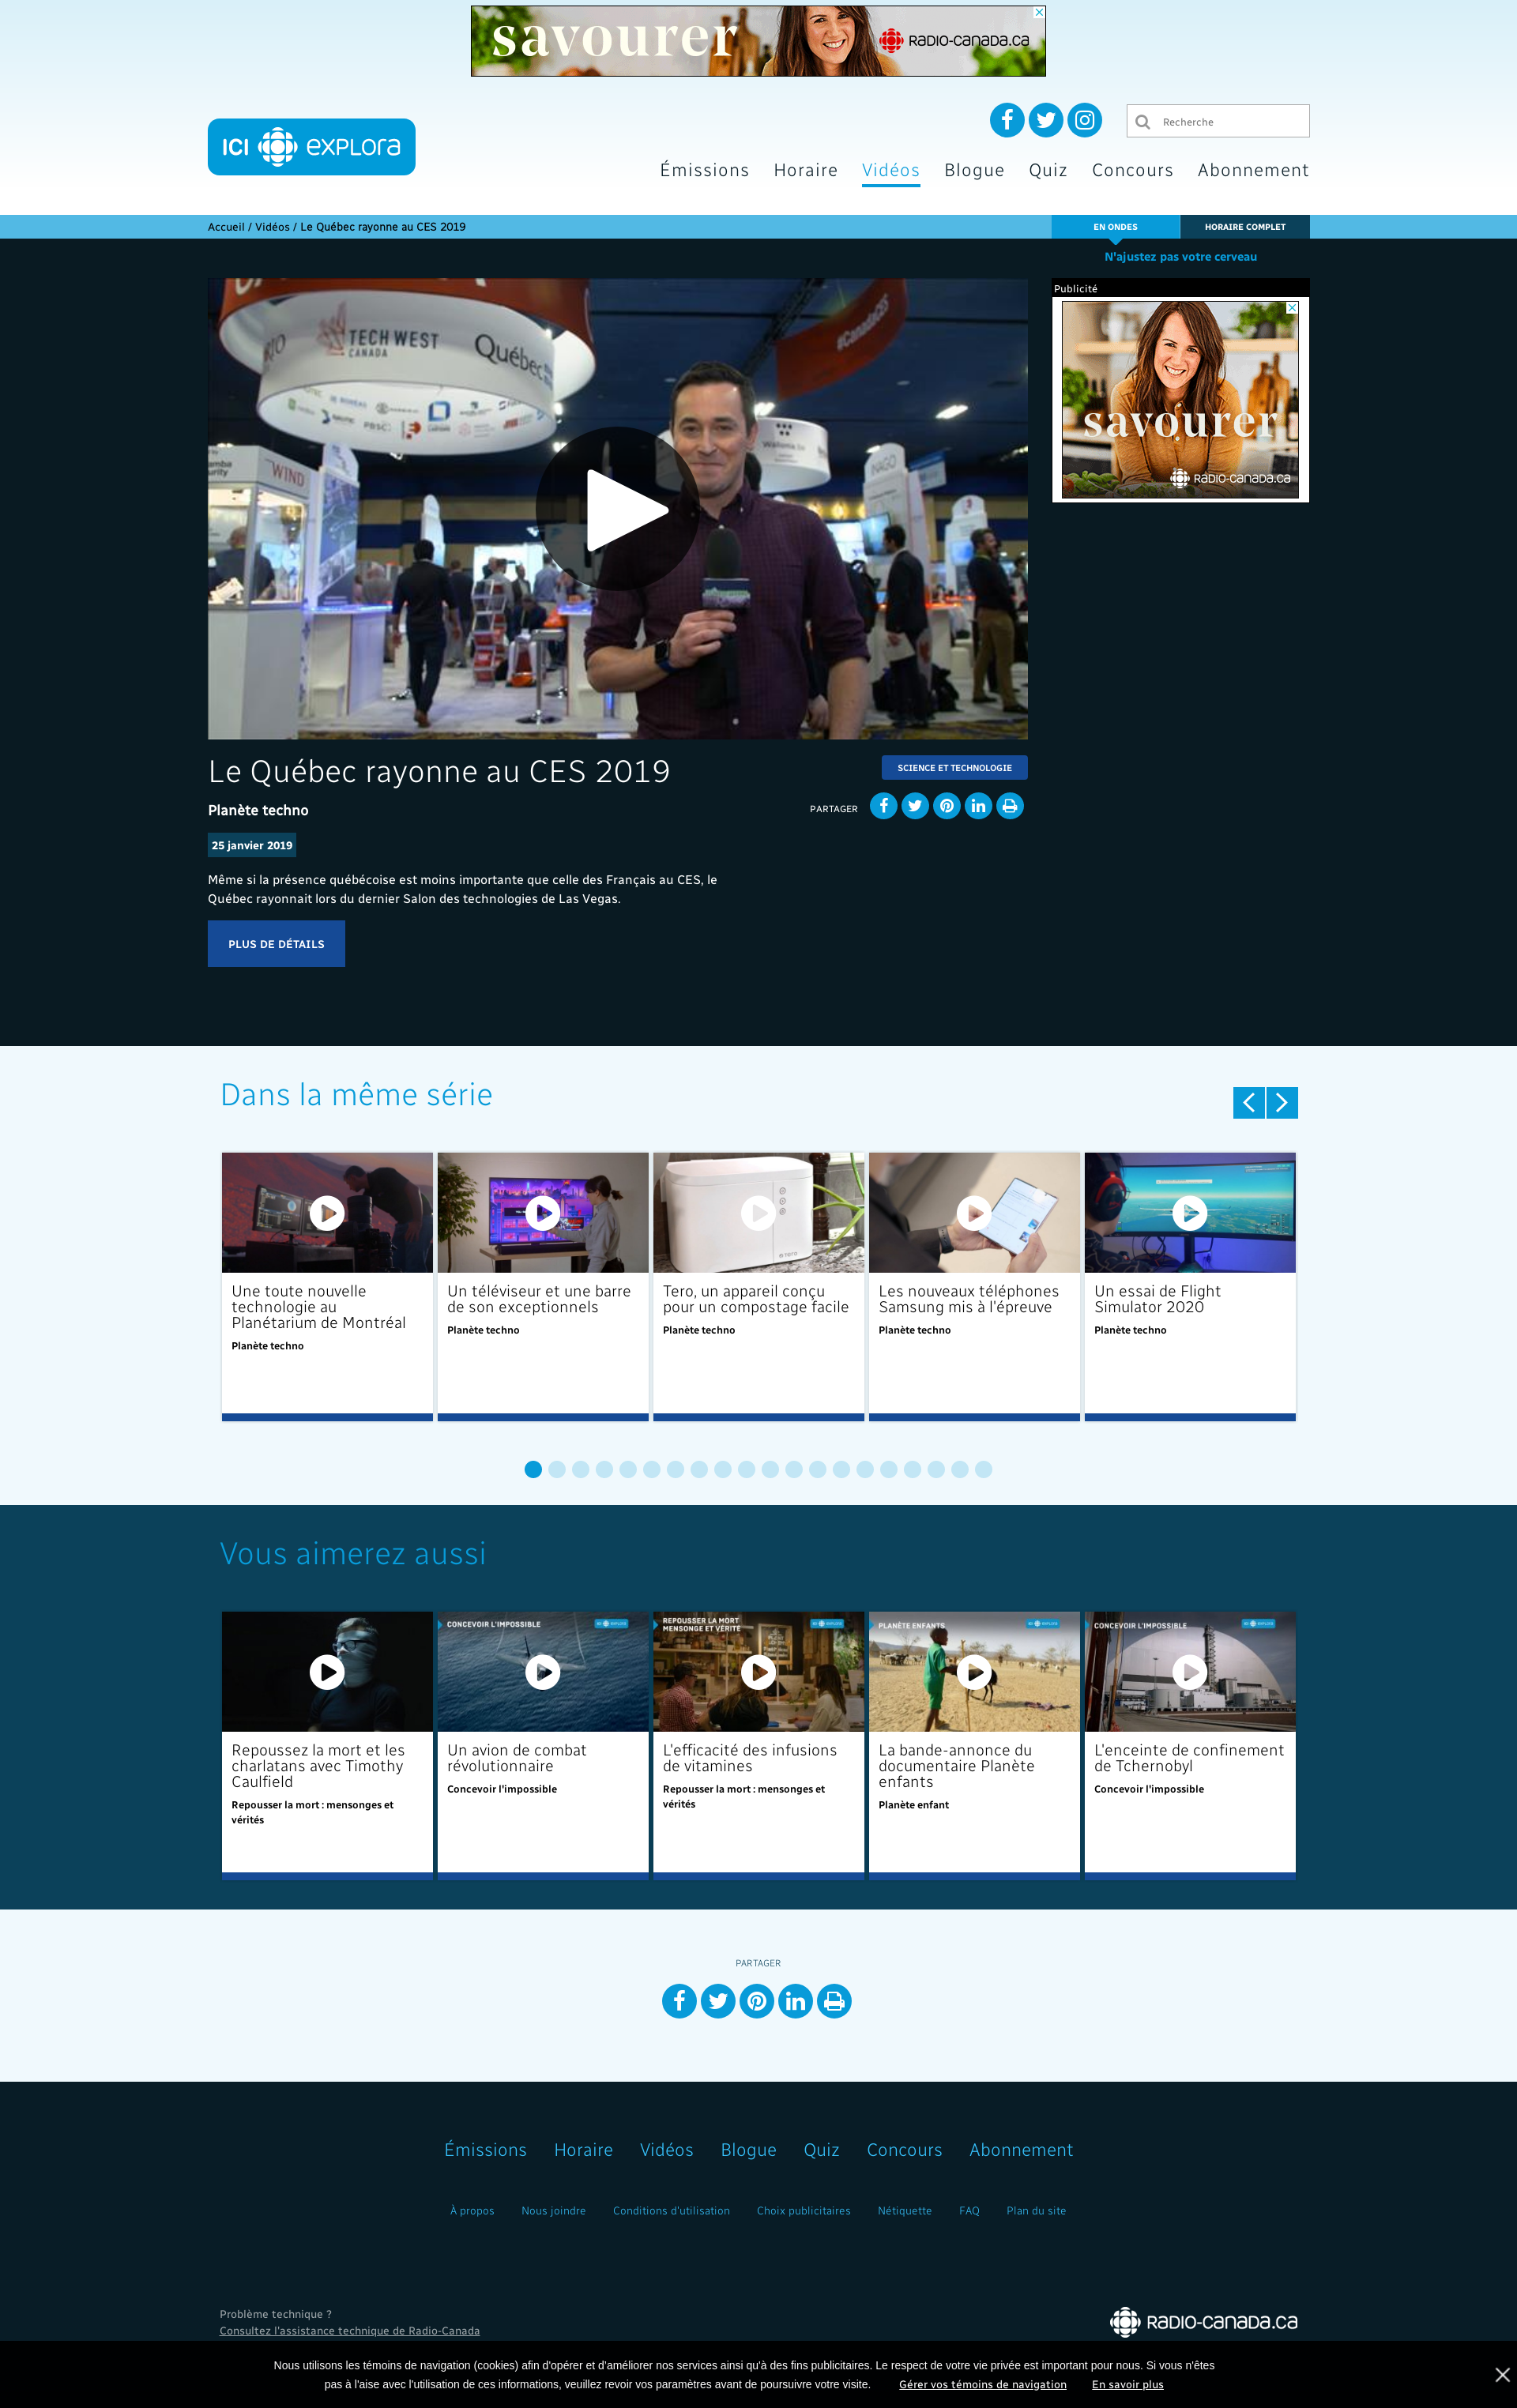 savourer
RADIO-CANADA.CA
ICI explora
Recherche
Émissions Horaire Vidéos Blogue Quiz Concours Abonnement
Accueil / Vidéos / Le Québec rayonne au CES 2019
EN ONDES
HORAIRE COMPLET
N'ajustez pas votre cerveau
Publicité
savourer
RADIO-CANADA.CA
TECH WEST
CANADA
Québec
#CanadaCES
WIND
Le Québec rayonne au CES 2019
SCIENCE ET TECHNOLOGIE
Planète techno
PARTAGER
25 janvier 2019
Même si la présence québécoise est moins importante que celle des Français au CES, le
Québec rayonnait lors du dernier Salon des technologies de Las Vegas.
PLUS DE DÉTAILS
Dans la même série
Une toute nouvelle
technologie au
Planétarium de Montréal
Planète techno
Un téléviseur et une barre
de son exceptionnels
Planète techno
Tero, un appareil conçu
pour un compostage facile
Planète techno
Les nouveaux téléphones
Samsung mis à l'épreuve
Planète techno
Un essai de Flight
Simulator 2020
Planète techno
Vous aimerez aussi
Repoussez la mort et les
charlatans avec Timothy
Caulfield
Repousser la mort : mensonges et
vérités
CONCEVOIR L'IMPOSSIBLE
Un avion de combat
révolutionnaire
Concevoir l'impossible
REPOUSSER LA MORT
MENSONGE ET VÉRITÉ
L'efficacité des infusions
de vitamines
Repousser la mort : mensonges et
vérités
PLANÈTE ENFANTS
La bande-annonce du
documentaire Planète
enfants
Planète enfant
CONCEVOIR L'IMPOSSIBLE
L'enceinte de confinement
de Tchernobyl
Concevoir l'impossible
PARTAGER
Émissions Horaire Vidéos Blogue Quiz Concours Abonnement
À propos Nous joindre Conditions d'utilisation Choix publicitaires Nétiquette FAQ Plan du site
Problème technique ?
Consultez l'assistance technique de Radio-Canada
RADIO-CANADA.CA
Nous utilisons les témoins de navigation (cookies) afin d'opérer et d'améliorer nos services ainsi qu'à des fins publicitaires. Le respect de votre vie privée est important pour nous. Si vous n'êtes
pas à l'aise avec l'utilisation de ces informations, veuillez revoir vos paramètres avant de poursuivre votre visite. Gérer vos témoins de navigation En savoir plus